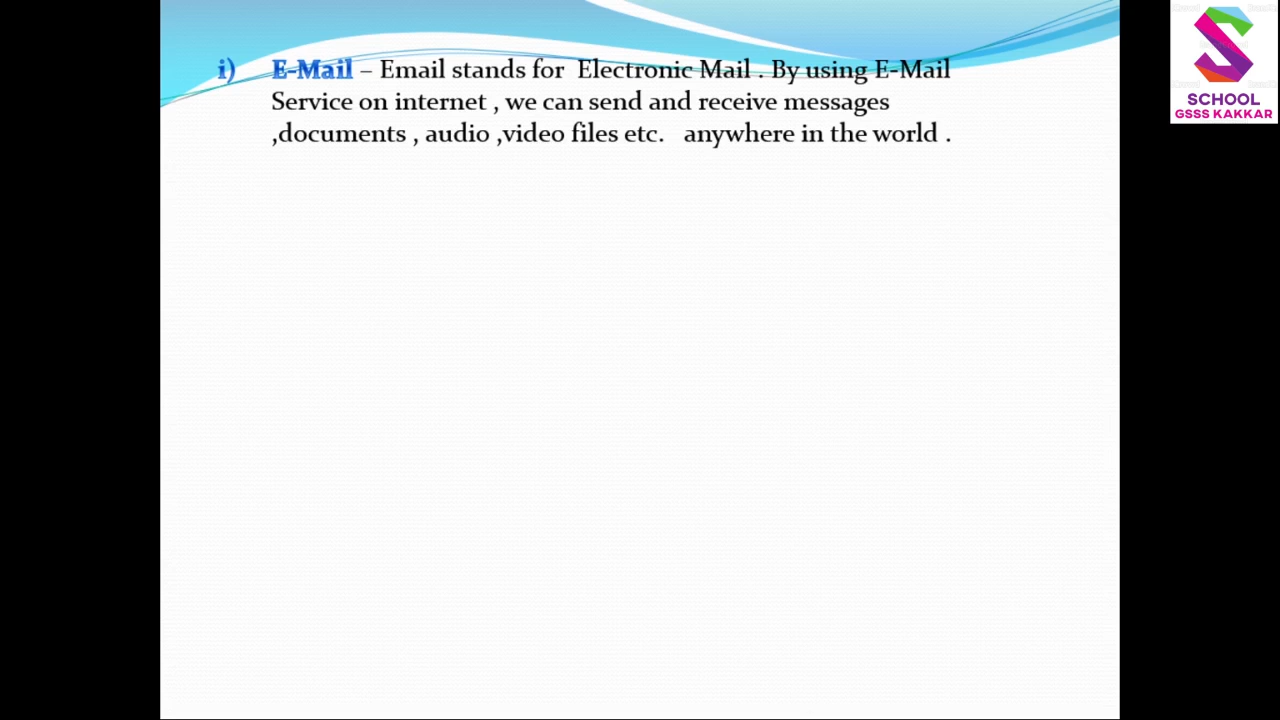 i) E-Mail – Email stands for Electronic Mail . By using E-Mail
Service on internet , we can send and receive messages
,documents , audio ,video files etc. anywhere in the world .
SCHOOL
GSSS KAKKAR